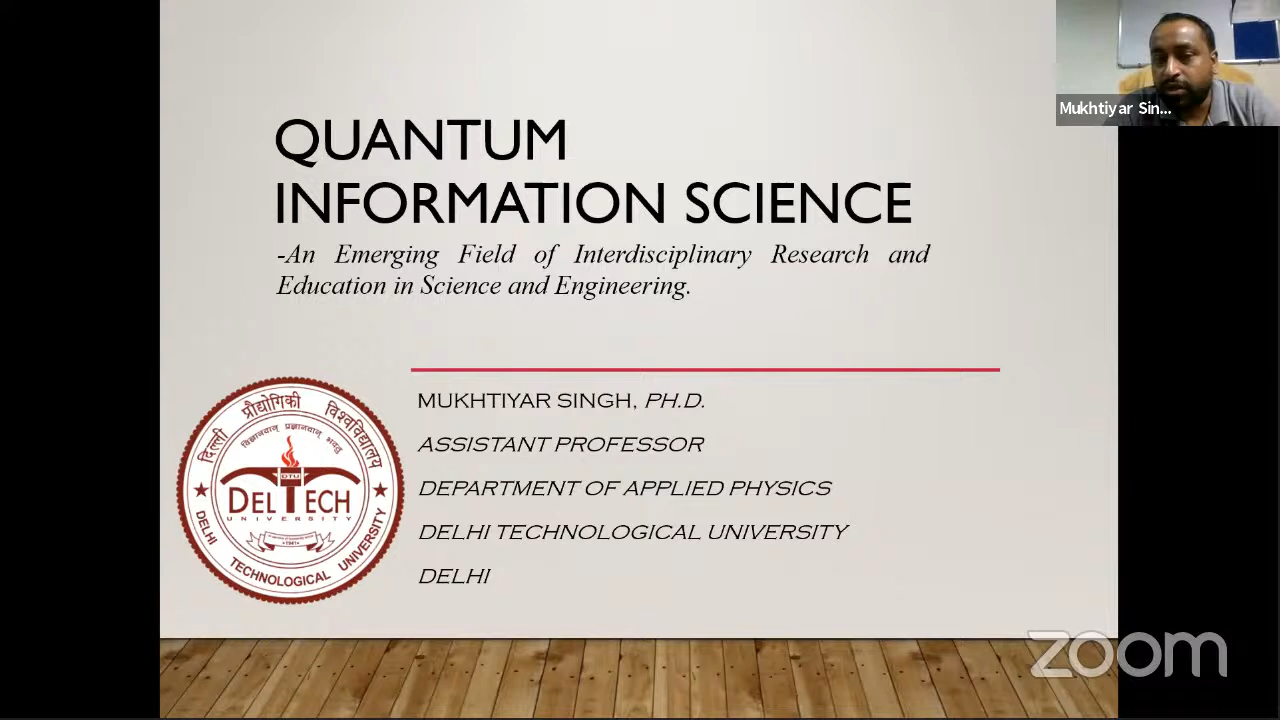 QUANTUM
INFORMATION SCIENCE
-An Emerging Field of Interdisciplinary Research and
Education in Science and Engineering.
MUKHTIYAR SINGH, PH.D.
ASSISTANT PROFESSOR
DEPARTMENT OF APPLIED PHYSICS
DELHI TECHNOLOGICAL UNIVERSITY
DELHI
दिल्ली प्रौद्योगिकी विश्वविद्यालय
DTU
DELTECH
UNIVERSITY
1941
DELHI TECHNOLOGICAL UNIVERSITY
Mukhtiyar Sin...
zoom